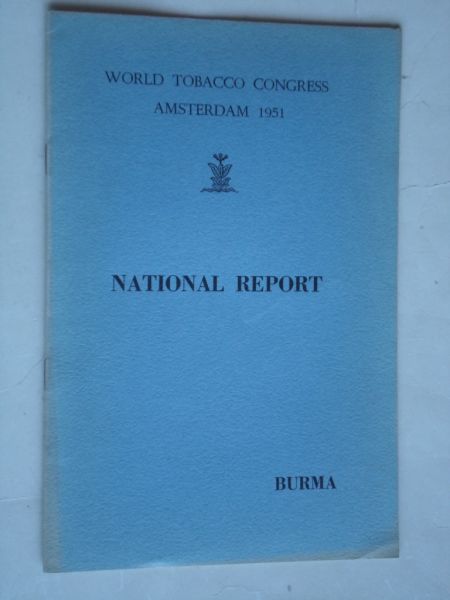 WORLD TOBACCO CONGRESS
AMSTERDAM 1951
NATIONAL REPORT
BURMA